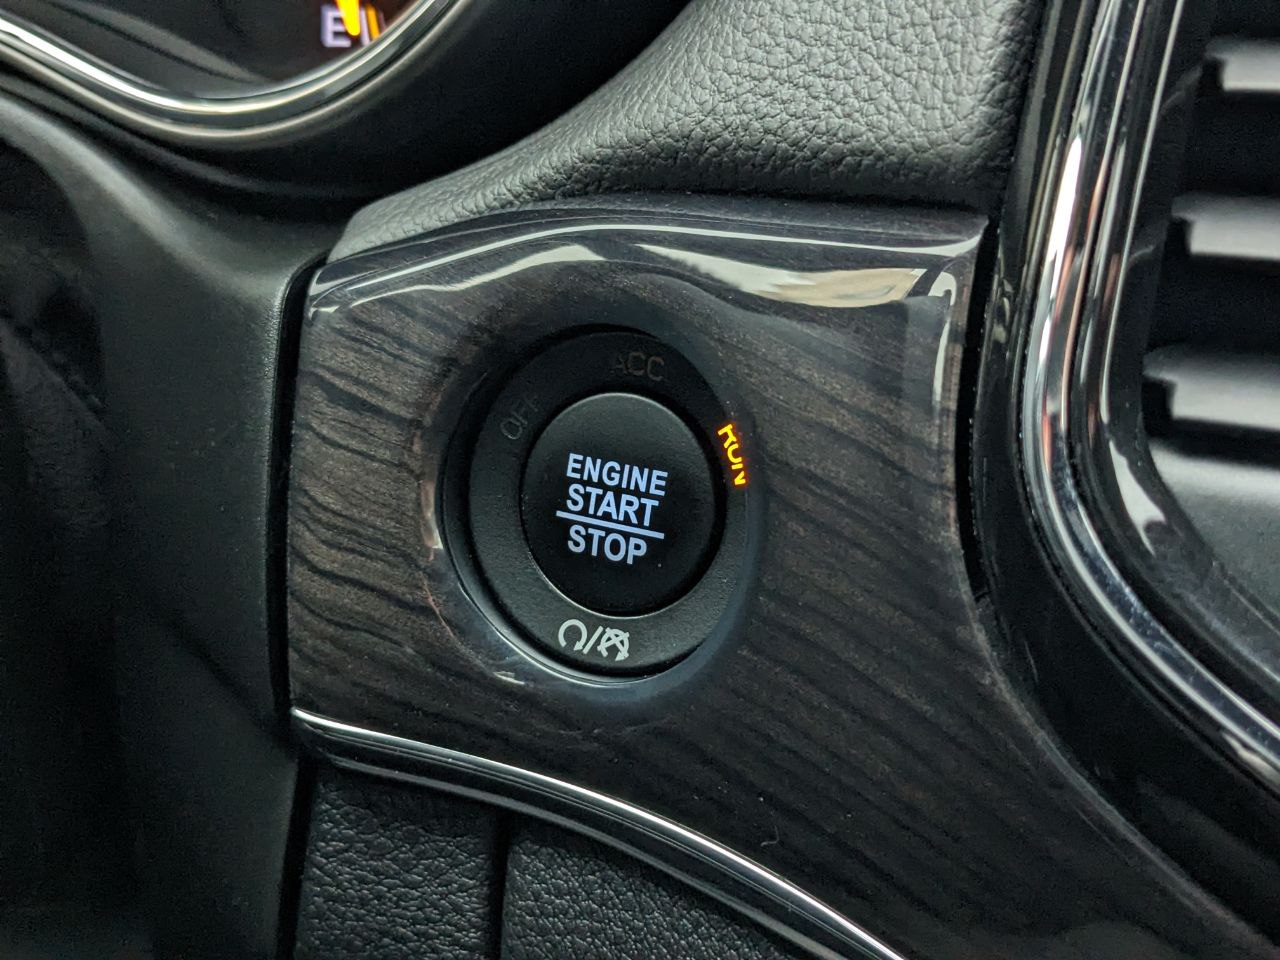 E
ACC
OFF
RUN
ENGINE
START
STOP